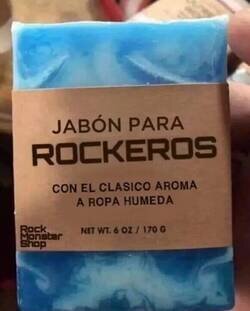 JABÓN PARA
ROCKEROS
CON EL CLASICO AROMA
A ROPA HUMEDA
NET WT. 6 OZ / 170 G
Rock
Monster
Shop